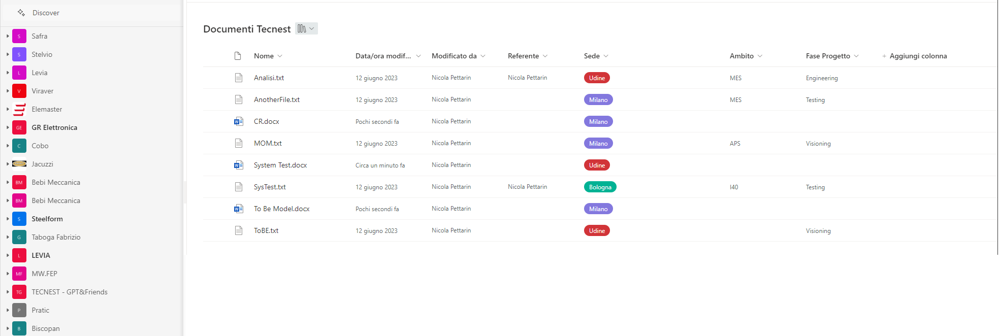 Discover
S Safra
S Stelvio
L Levia
V Viraver
Elemaster
GE GR Elettronica
C Cobo
Jacuzzi
BM Bebi Meccanica
BM Bebi Meccanica
S Steelform
G Taboga Fabrizio
L LEVIA
MF MW.FEP
TG TECNEST - GPT&Friends
P Pratic
B Biscopan
Documenti Tecnest
Nome Data/ora modif... Modificato da Referente Sede Ambito Fase Progetto + Aggiungi colonna
Analisi.txt 12 giugno 2023 Nicola Pettarin Nicola Pettarin Udine MES Engineering
AnotherFile.txt 12 giugno 2023 Nicola Pettarin Milano MES Testing
CR.docx Pochi secondi fa Nicola Pettarin Milano
MOM.txt 12 giugno 2023 Nicola Pettarin Milano APS Visioning
System Test.docx Circa un minuto fa Nicola Pettarin Udine
SysTest.txt 12 giugno 2023 Nicola Pettarin Nicola Pettarin Bologna I40 Testing
To Be Model.docx Pochi secondi fa Nicola Pettarin Milano
ToBE.txt 12 giugno 2023 Nicola Pettarin Udine Visioning